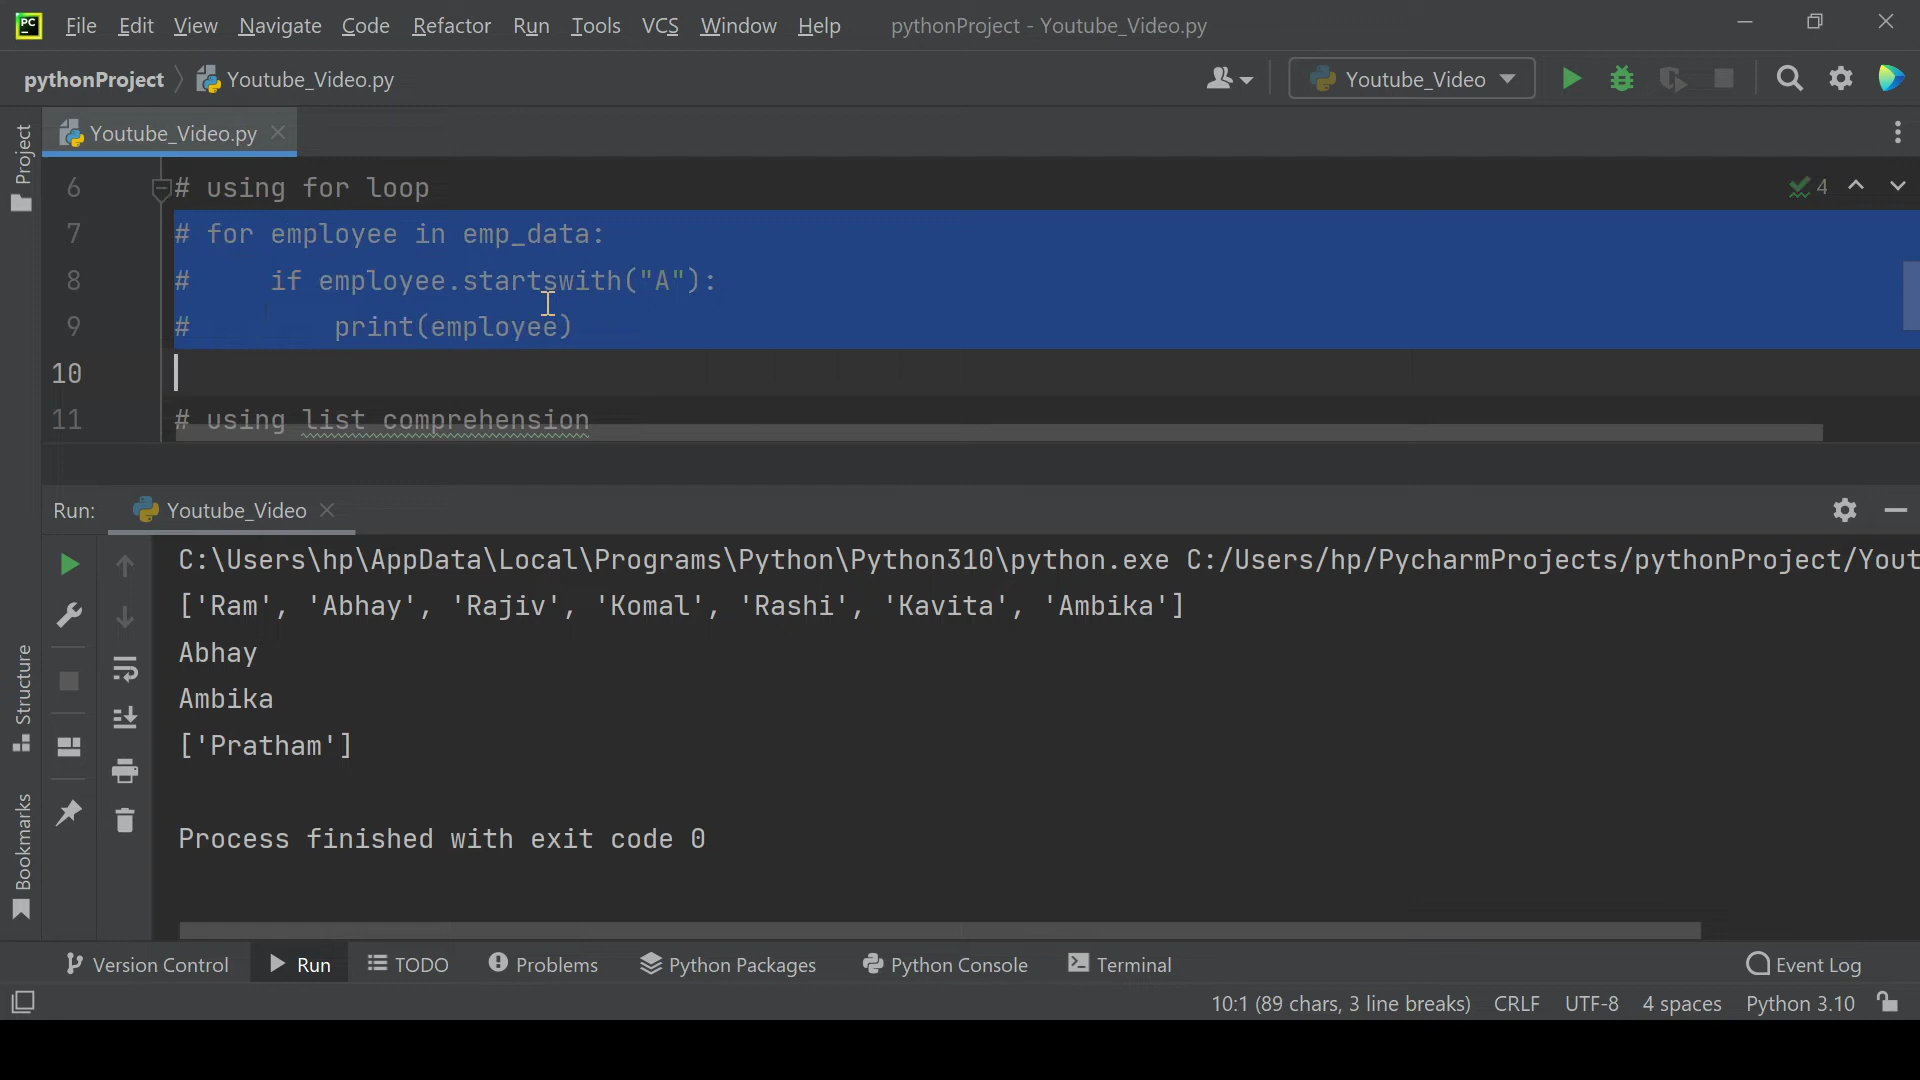 PC File Edit View Navigate Code Refactor Run Tools VCS Window Help pythonProject - Youtube_Video.py
pythonProject Youtube_Video.py Youtube_Video
Project
Youtube_Video.py
6 # using for loop 4
7 # for employee in emp_data:
8 #     if employee.startswith("A"):
9 #         print(employee)
10
11 # using list comprehension
Run: Youtube_Video
C:\Users\hp\AppData\Local\Programs\Python\Python310\python.exe C:/Users/hp/PycharmProjects/pythonProject/Yout
['Ram', 'Abhay', 'Rajiv', 'Komal', 'Rashi', 'Kavita', 'Ambika']
Abhay
Ambika
['Pratham']
Process finished with exit code 0
Structure
Bookmarks
Version Control Run TODO Problems Python Packages Python Console Terminal Event Log
10:1 (89 chars, 3 line breaks) CRLF UTF-8 4 spaces Python 3.10